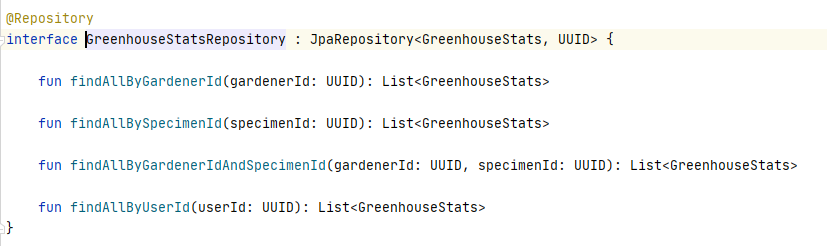 @Repository
interface GreenhouseStatsRepository : JpaRepository<GreenhouseStats, UUID> {
fun findAllByGardenerId(gardenerId: UUID): List<GreenhouseStats>
fun findAllBySpecimenId(specimenId: UUID): List<GreenhouseStats>
fun findAllByGardenerIdAndSpecimenId(gardenerId: UUID, specimenId: UUID): List<GreenhouseStats>
fun findAllByUserId(userId: UUID): List<GreenhouseStats>
}